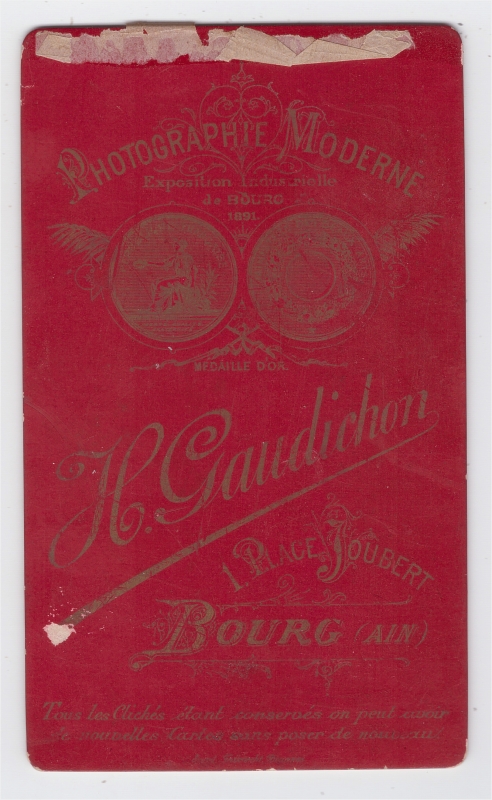 PHOTOGRAPHIE MODERNE
Exposition Industrielle
de BOURG
1891
MEDAILLE D'OR.
H. Gaudichon
1. PLACE JOUBERT
BOURG (AIN)
Tous les Clichés étant conservés on peut avoir
de nouvelles Cartes sans poser de nouveau